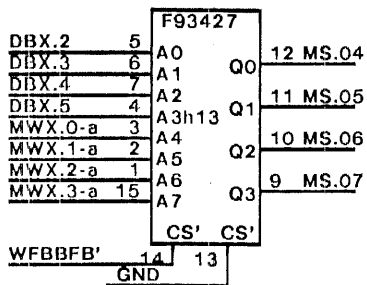 F93427
DBX.2 5 A0 Q0 12 MS.04
DBX.3 6 A1
DBX.4 7 A2 Q1 11 MS.05
DBX.5 4 A3h13
MWX.0-a 3 A4 Q2 10 MS.06
MWX.1-a 2 A5
MWX.2-a 1 A6 Q3 9 MS.07
MWX.3-a 15 A7
CS' CS'
WFBBFB' 14 13
GND